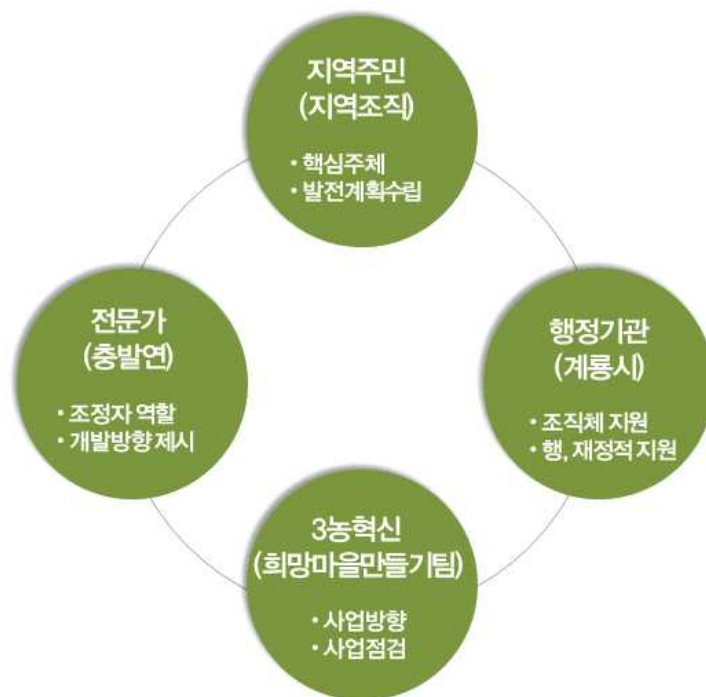 지역주민
(지역조직)
• 핵심주체
• 발전계획수립
전문가
(충발연)
• 조정자 역할
• 개발방향 제시
행정기관
(계룡시)
• 조직체 지원
• 행, 재정적 지원
3농혁신
(희망마을만들기팀)
• 사업방향
• 사업점검